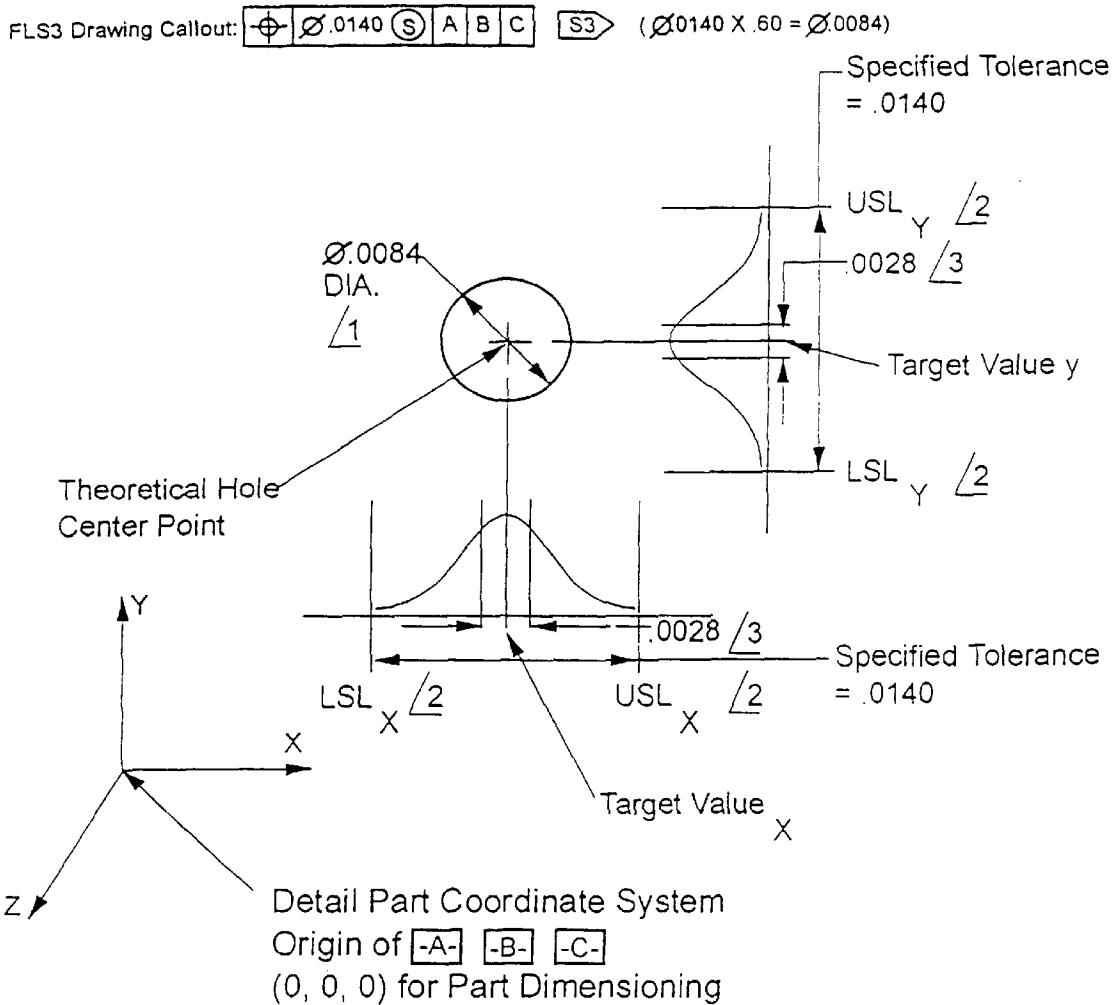 FLS3 Drawing Callout: ⌖ Ø.0140 Ⓢ A B C S3 (Ø.0140 X .60 = Ø.0084)
Specified Tolerance
= .0140
USL Y 2
.0028 3
Ø.0084
DIA.
1
Target Value y
LSL Y 2
Theoretical Hole
Center Point
Y
.0028 3
Specified Tolerance
= .0140
LSL X 2
USL X 2
X
Target Value X
Z
Detail Part Coordinate System
Origin of -A- -B- -C-
(0, 0, 0) for Part Dimensioning